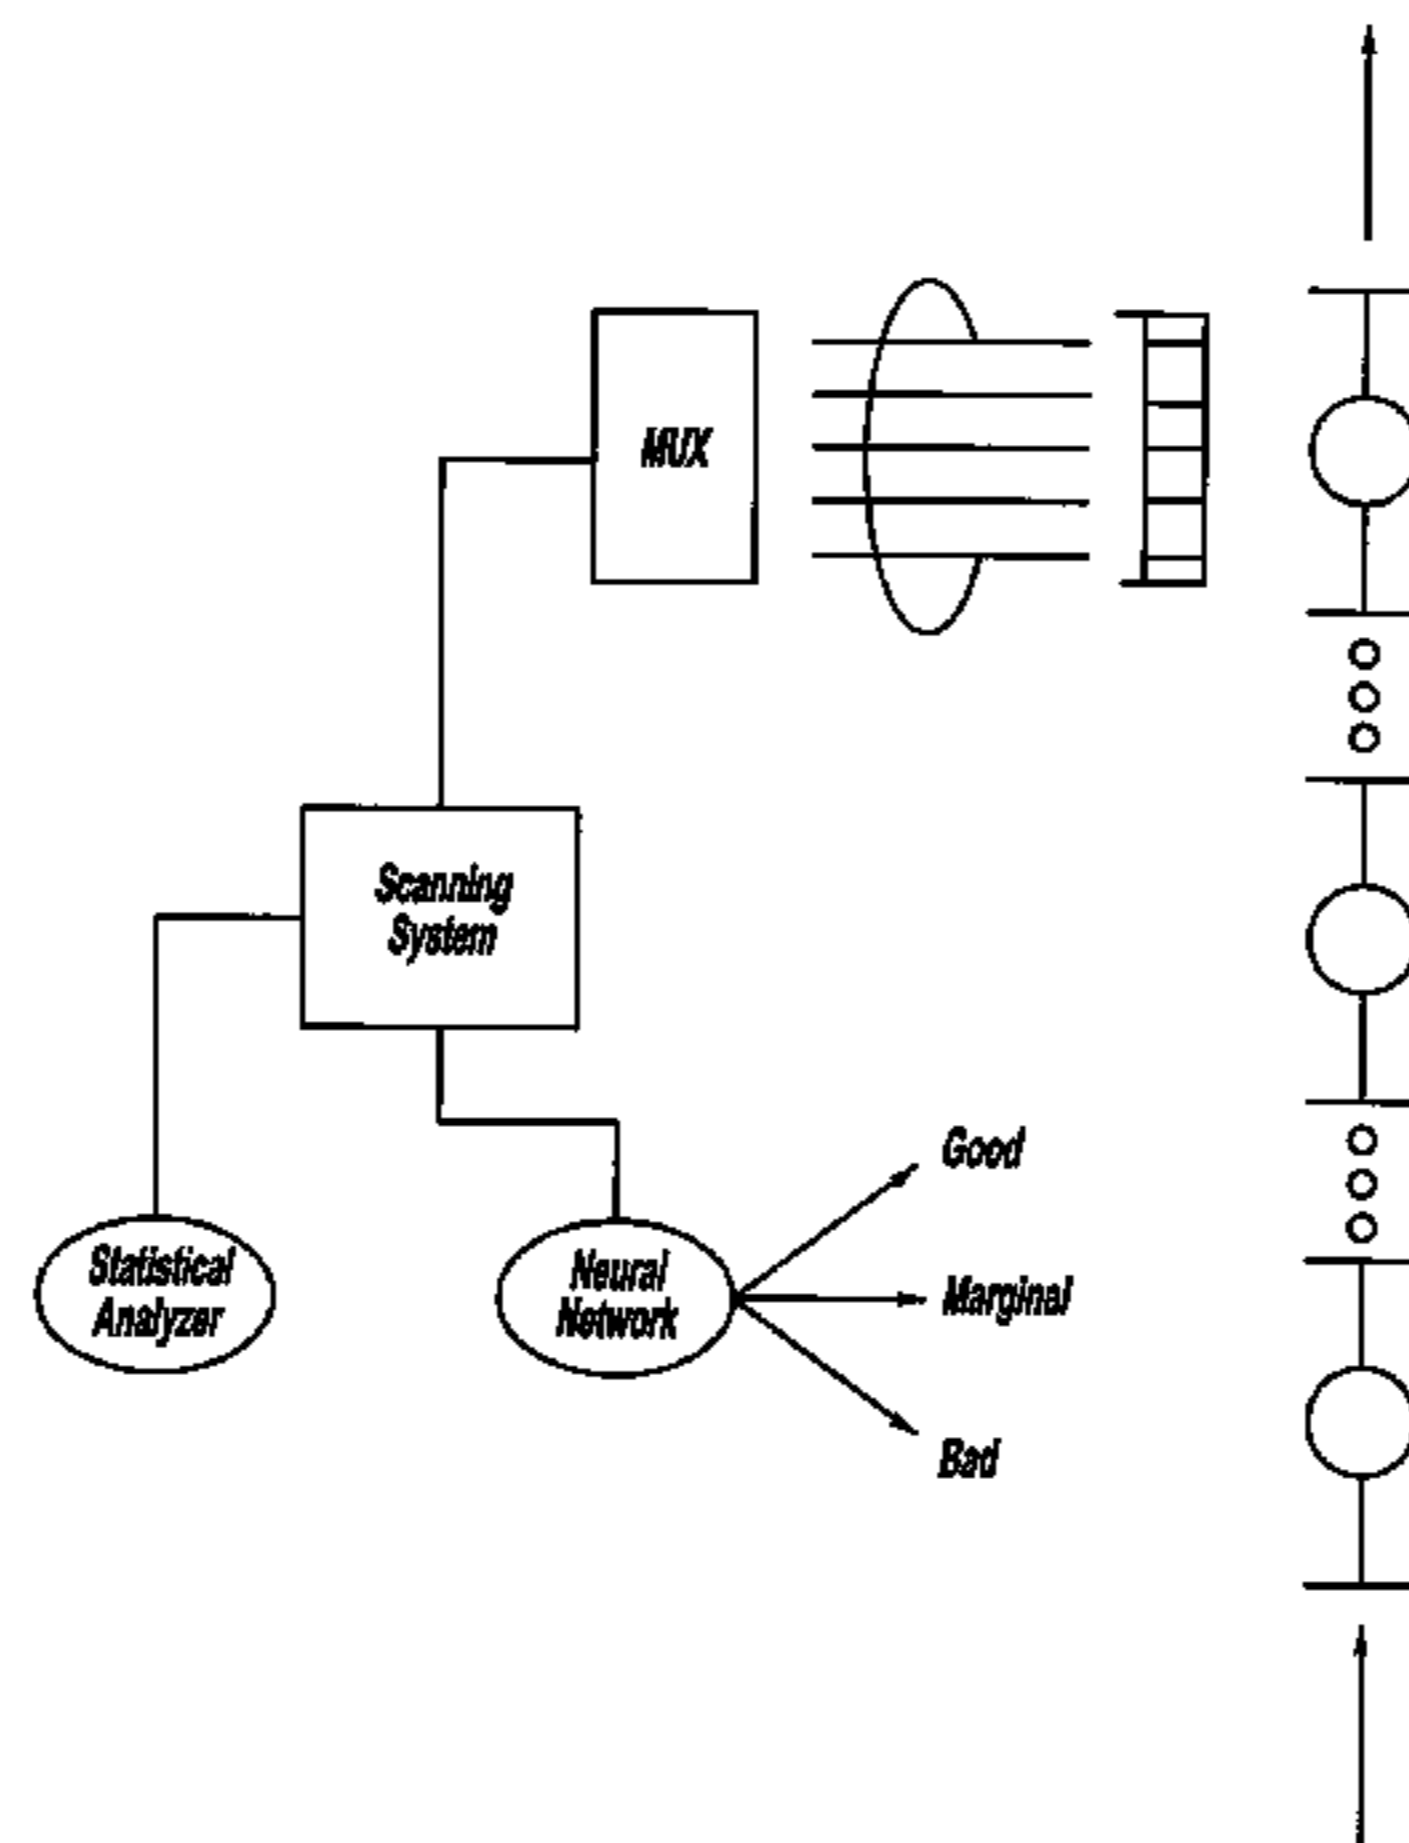 MUX
Scanning
System
Statistical
Analyzer
Neural
Network
Good
Marginal
Bad